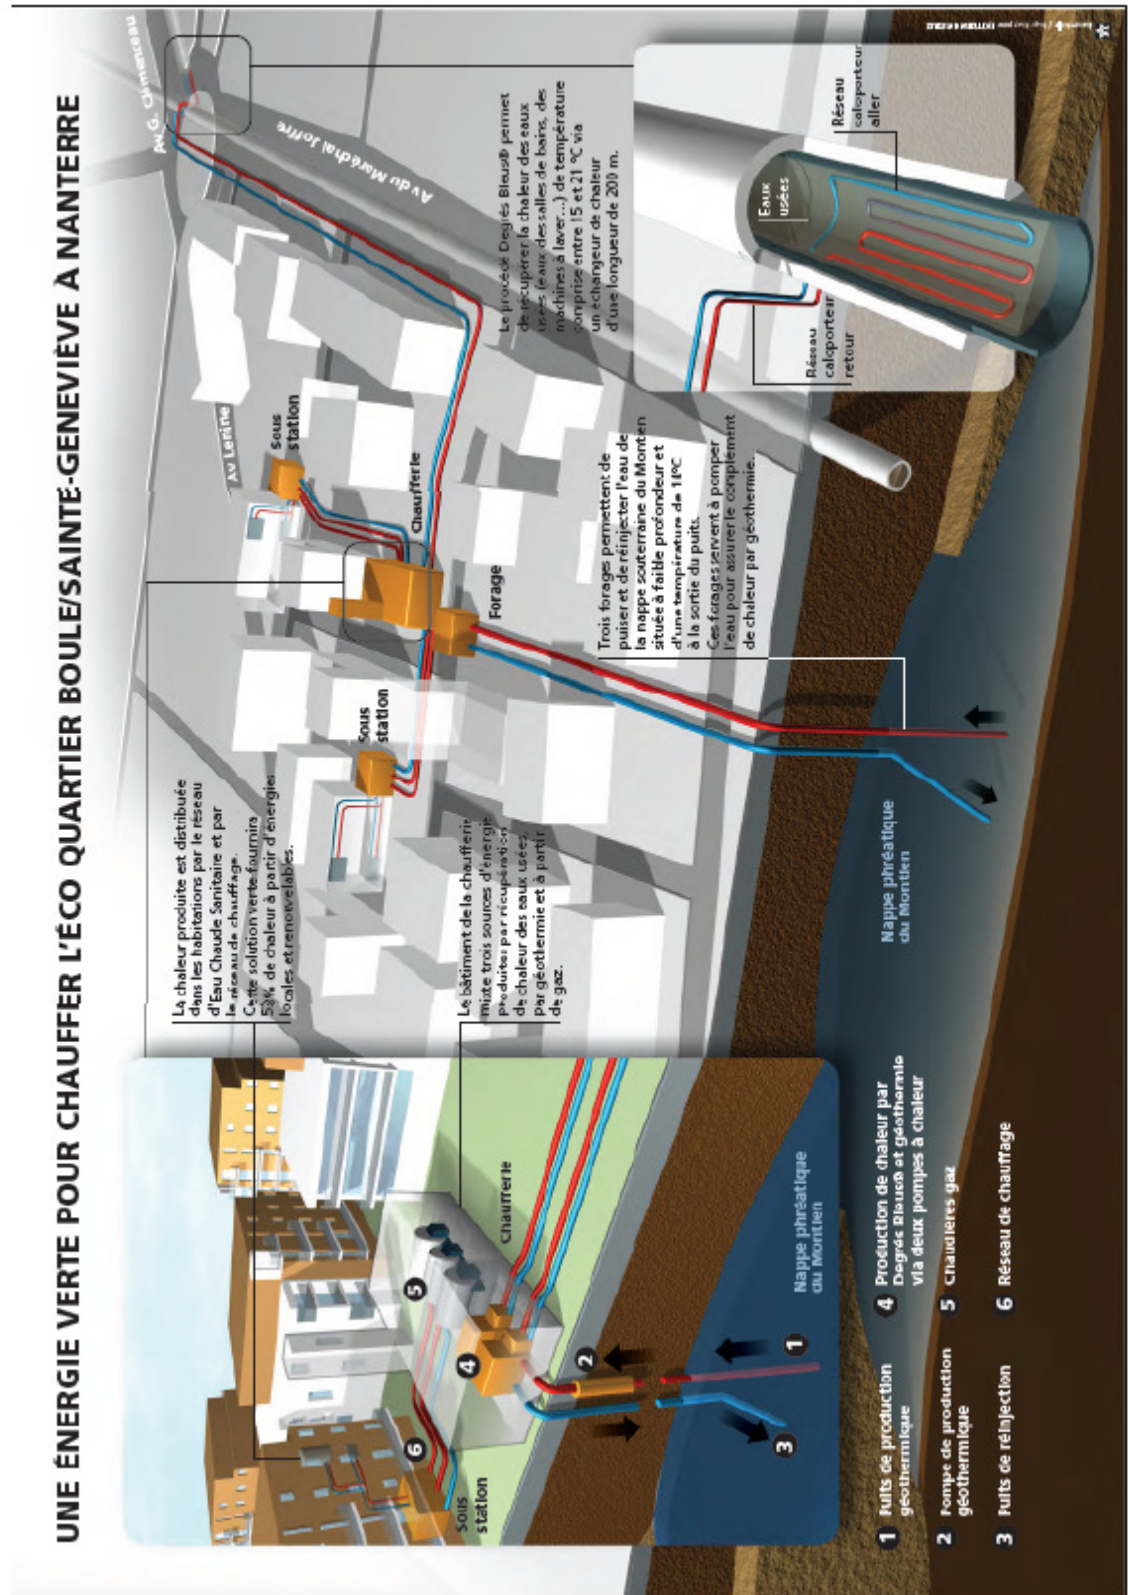 UNE ÉNERGIE VERTE POUR CHAUFFER L'ÉCO QUARTIER BOULE/SAINTE-GENEVIÈVE À NANTERRE
La chaleur produite est distribuée
dans les habitations par le réseau
d'Eau Chaude Sanitaire et par
le réseau de chauffage.
Cette solution verte fournira
% de chaleur à partir d'énergies
locales et renouvelables.
Le bâtiment de la chaufferie
mixte trois sources d'énergie
produites par récupération
de chaleur des eaux usées,
par géothermie et à partir
de gaz.
Sous
station
Sous
station
Av Lenine
Chaufferie
Forage
Av G. Clémenceau
Av du Maréchal Joffre
Le procédé Degrés Bleus® permet
de récupérer la chaleur des eaux
usées (eaux des salles de bains, des
machines à laver...) de température
comprise entre 15 et 21 °C via
un échangeur de chaleur
d'une longueur de 200 m.
Trois forages permettent de
puiser et de réinjecter l'eau de
la nappe souterraine du Montien
située à faible profondeur et
d'une température de 14°C
à la sortie du puits.
Ces forages servent à pomper
l'eau pour assurer le complément
de chaleur par géothermie.
Réseau
caloporteur
aller
Eaux
usées
Réseau
caloporteur
retour
Nappe phréatique
du Montien
Chaufferie
Sous
station
Nappe phréatique
du Montien
1
2
3
4
5
6
1 Puits de production
géothermique
2 Pompe de production
géothermique
3 Puits de réinjection
4 Production de chaleur par
Degrés Bleus® et géothermie
via deux pompes à chaleur
5 Chaudières gaz
6 Réseau de chauffage